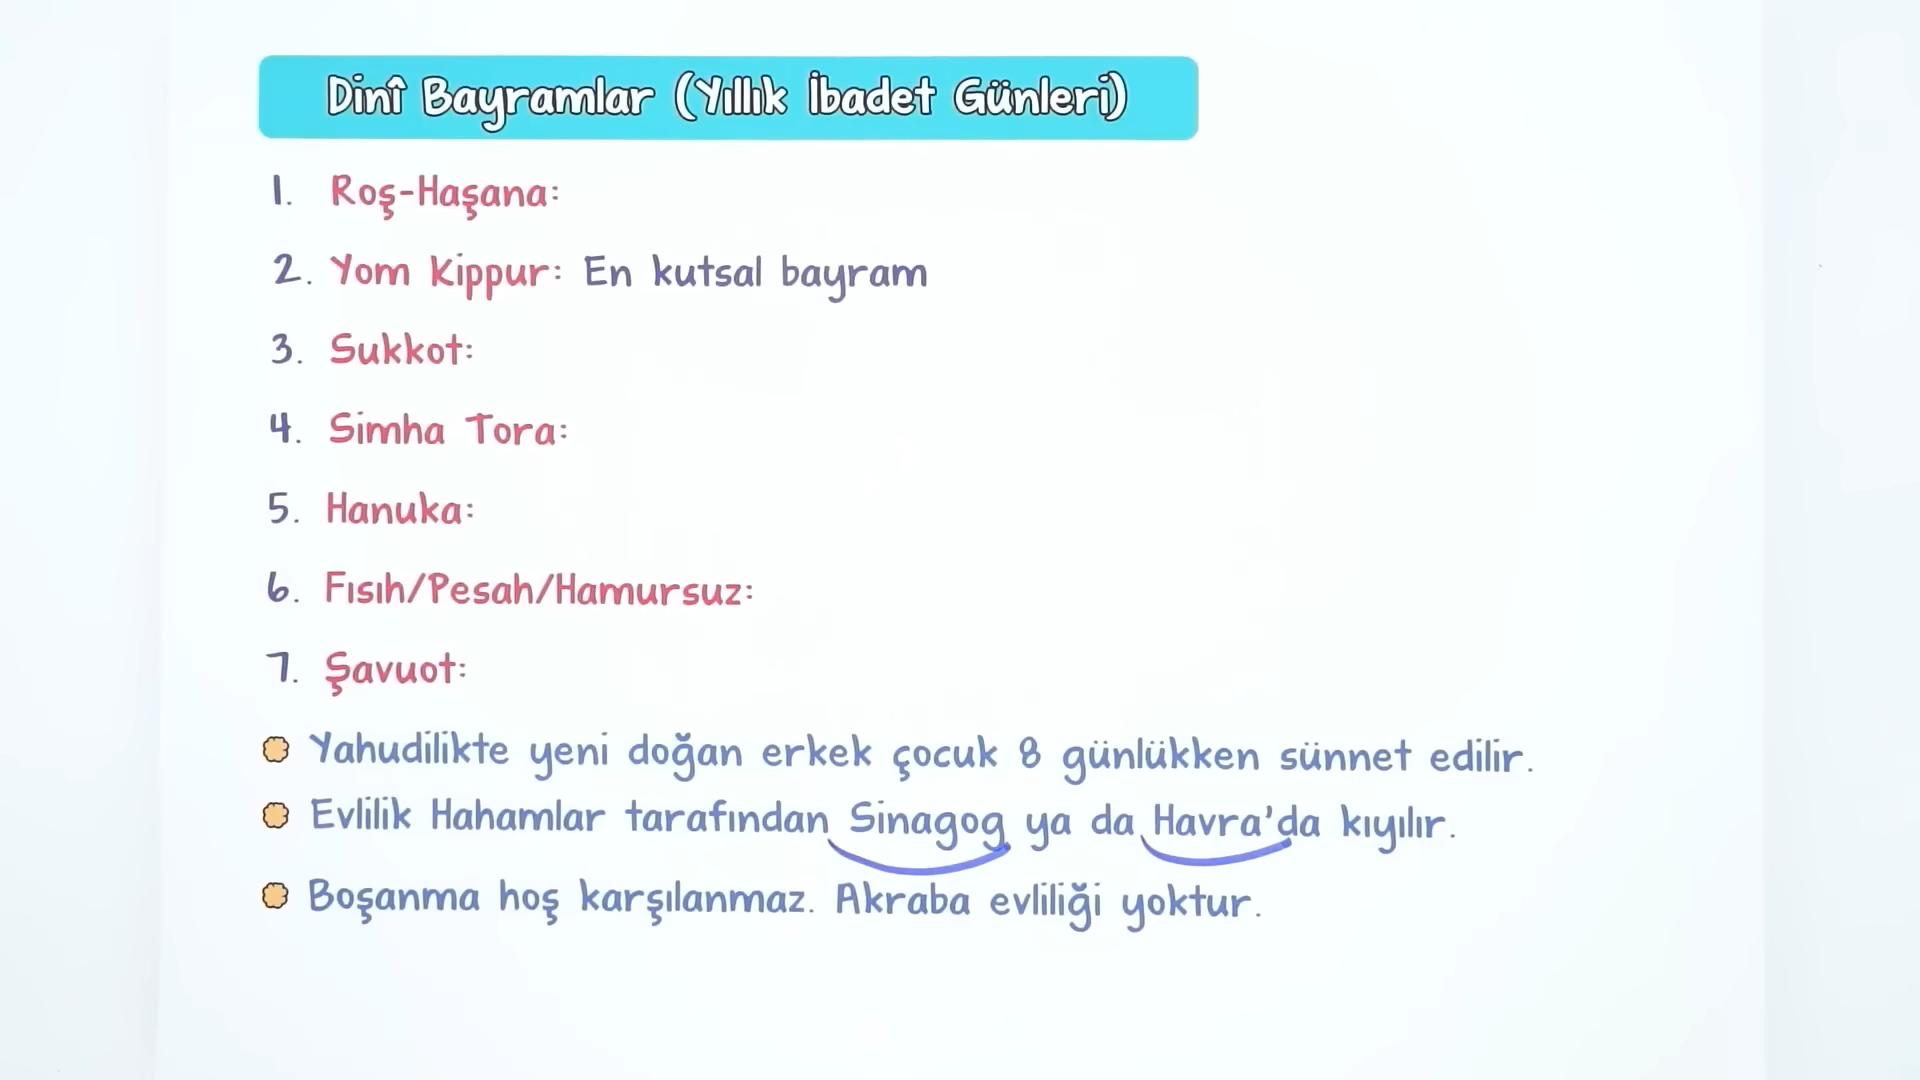 Dinî Bayramlar (Yıllık İbadet Günleri)
1. Roş-Haşana:
2. Yom Kippur: En kutsal bayram
3. Sukkot:
4. Simha Tora:
5. Hanuka:
6. Fısıh/Pesah/Hamursuz:
7. Şavuot:
Yahudilikte yeni doğan erkek çocuk 8 günlükken sünnet edilir.
Evlilik Hahamlar tarafından Sinagog ya da Havra'da kıyılır.
Boşanma hoş karşılanmaz. Akraba evliliği yoktur.